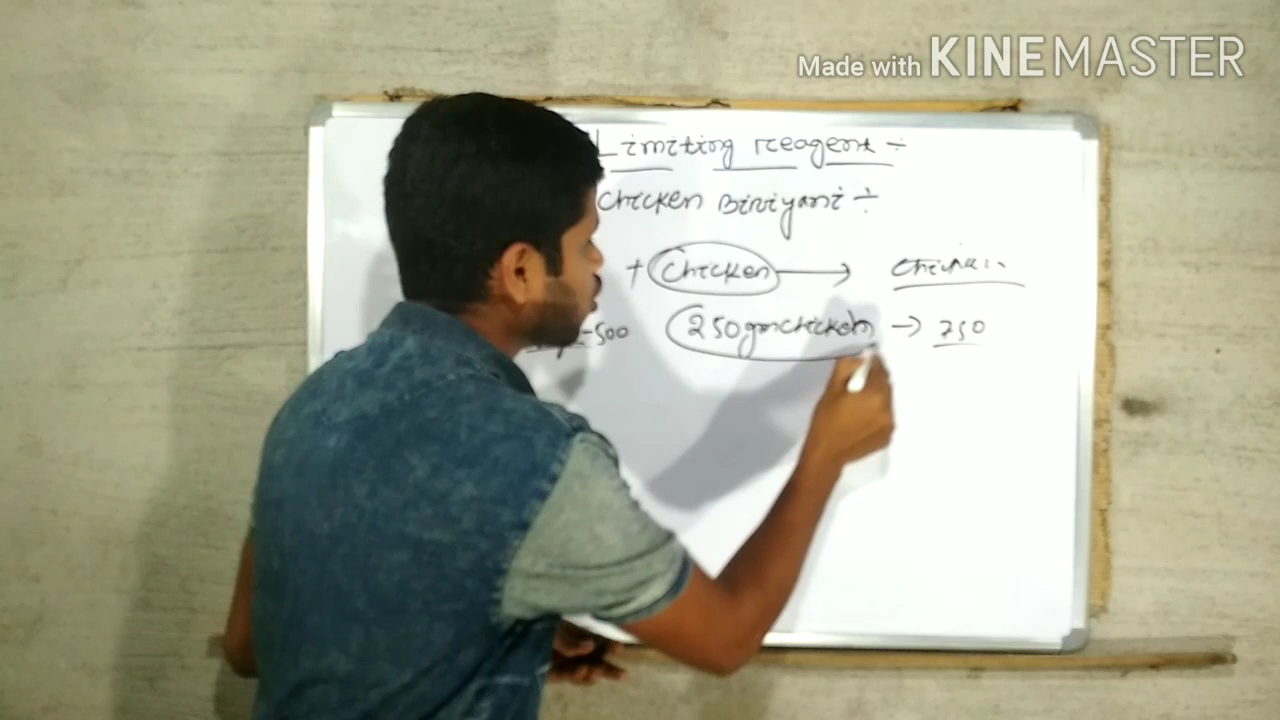 Made with KINEMASTER
Limiting reagent ÷
Chicken Biriyani ÷
+ Chicken → Chicken
-500 250gm chicken → 750